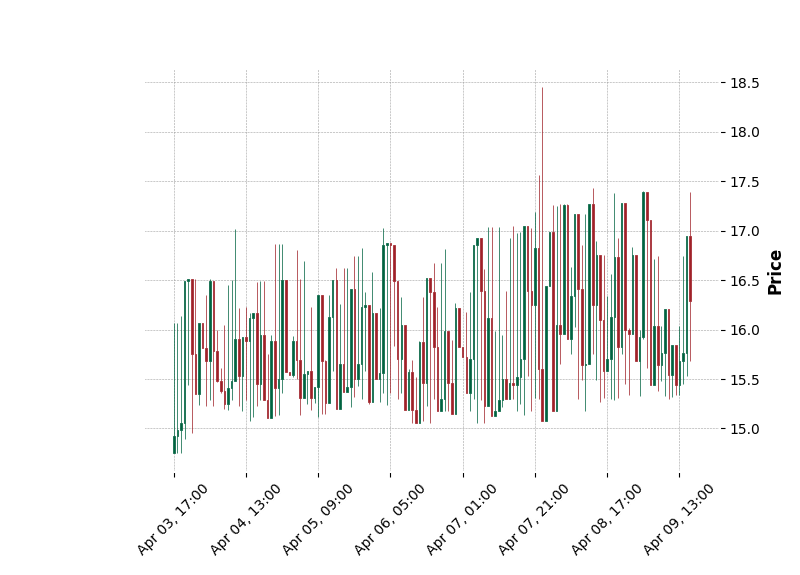 18.5
18.0
17.5
17.0
16.5
16.0
15.5
15.0
Price
Apr 03, 17:00
Apr 04, 13:00
Apr 05, 09:00
Apr 06, 05:00
Apr 07, 01:00
Apr 07, 21:00
Apr 08, 17:00
Apr 09, 13:00